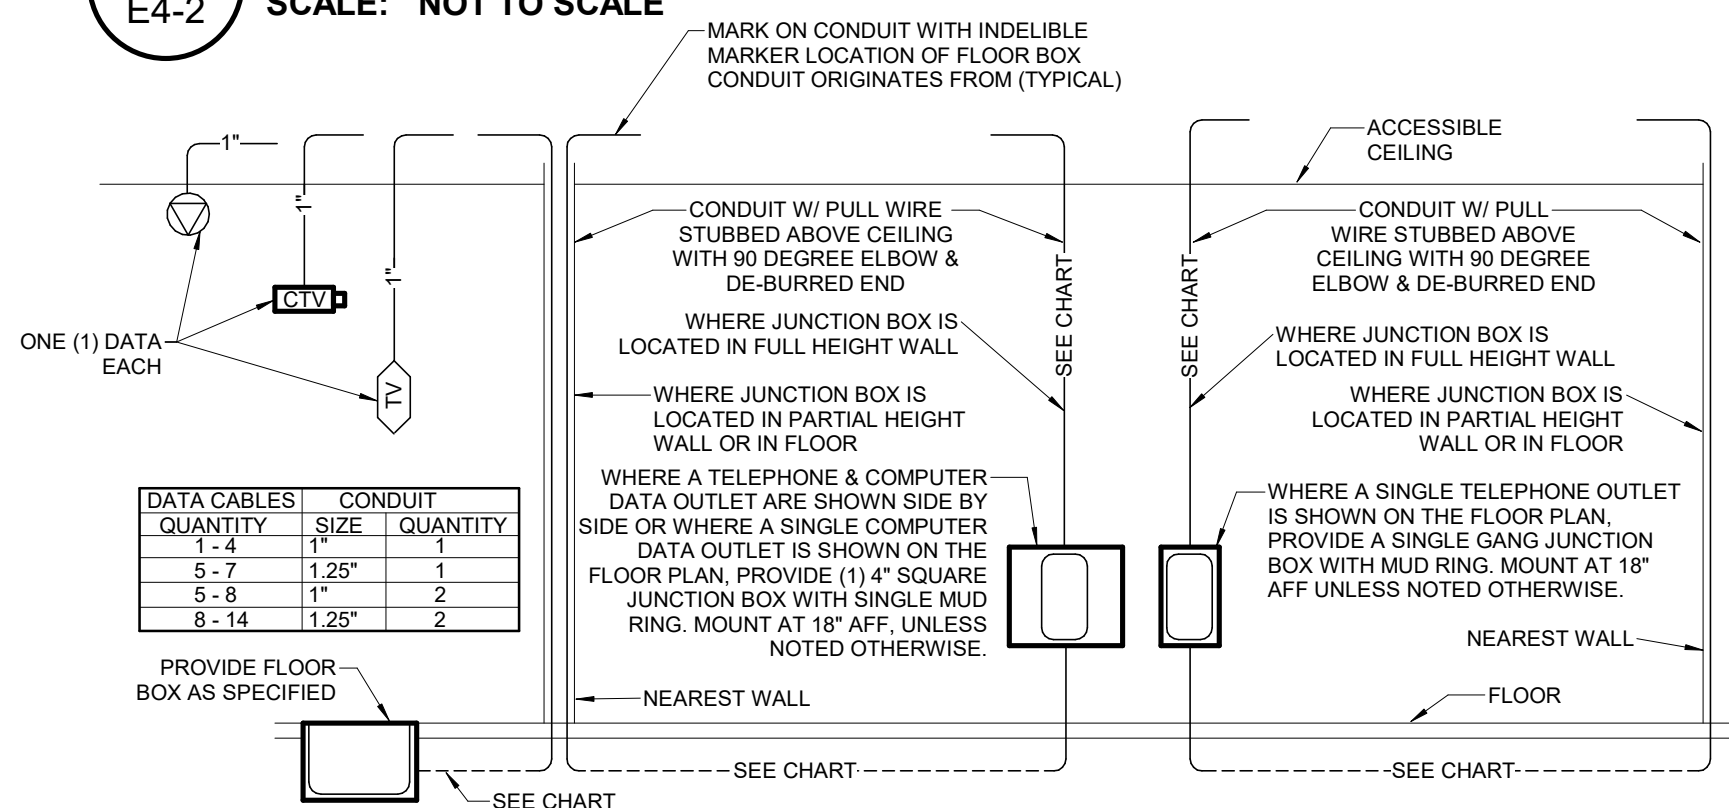 E4-2
SCALE: NOT TO SCALE
MARK ON CONDUIT WITH INDELIBLE
MARKER LOCATION OF FLOOR BOX
CONDUIT ORIGINATES FROM (TYPICAL)
ACCESSIBLE
CEILING
1"
1"
1"
CTV
TV
ONE (1) DATA
EACH
CONDUIT W/ PULL WIRE
STUBBED ABOVE CEILING
WITH 90 DEGREE ELBOW &
DE-BURRED END
WHERE JUNCTION BOX IS
LOCATED IN FULL HEIGHT WALL
WHERE JUNCTION BOX IS
LOCATED IN PARTIAL HEIGHT
WALL OR IN FLOOR
WHERE A TELEPHONE & COMPUTER
DATA OUTLET ARE SHOWN SIDE BY
SIDE OR WHERE A SINGLE COMPUTER
DATA OUTLET IS SHOWN ON THE
FLOOR PLAN, PROVIDE (1) 4" SQUARE
JUNCTION BOX WITH SINGLE MUD
RING. MOUNT AT 18" AFF, UNLESS
NOTED OTHERWISE.
NEAREST WALL
SEE CHART
SEE CHART
CONDUIT W/ PULL
WIRE STUBBED ABOVE
CEILING WITH 90 DEGREE
ELBOW & DE-BURRED END
WHERE JUNCTION BOX IS
LOCATED IN FULL HEIGHT WALL
WHERE JUNCTION BOX IS
LOCATED IN PARTIAL HEIGHT
WALL OR IN FLOOR
WHERE A SINGLE TELEPHONE OUTLET
IS SHOWN ON THE FLOOR PLAN,
PROVIDE A SINGLE GANG JUNCTION
BOX WITH MUD RING. MOUNT AT 18"
AFF UNLESS NOTED OTHERWISE.
NEAREST WALL
FLOOR
DATA CABLES CONDUIT
QUANTITY SIZE QUANTITY
1 - 4 1" 1
5 - 7 1.25" 1
5 - 8 1" 2
8 - 14 1.25" 2
PROVIDE FLOOR
BOX AS SPECIFIED
SEE CHART
SEE CHART
SEE CHART